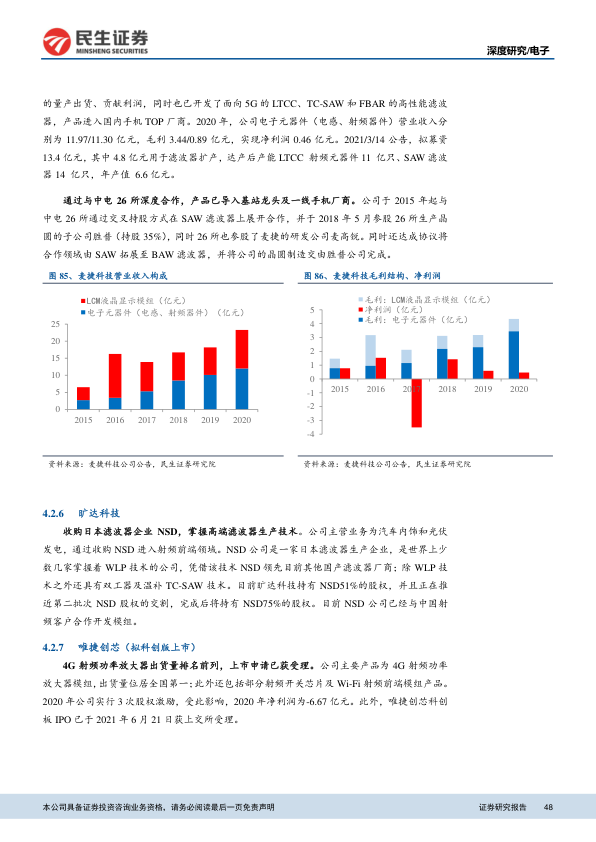 民生证券
MINSHENG SECURITIES
深度研究/电子
的量产出货、贡献利润，同时也已开发了面向 5G 的 LTCC、TC-SAW 和 FBAR 的高性能滤波
器，产品进入国内手机 TOP 厂商。2020 年，公司电子元器件（电感、射频器件）营业收入分
别为 11.97/11.30 亿元，毛利 3.44/0.89 亿元，实现净利润 0.46 亿元。2021/3/14 公告，拟募资
13.4 亿元，其中 4.8 亿元用于滤波器扩产，达产后产能 LTCC 射频元器件 11 亿只、SAW 滤波
器 14 亿只，年产值 6.6 亿元。
通过与中电 26 所深度合作，产品已导入基站龙头及一线手机厂商。公司于 2015 年起与
中电 26 所通过交叉持股方式在 SAW 滤波器上展开合作，并于 2018 年 5 月参股 26 所生产晶
圆的子公司胜普（持股 35%），同时 26 所也参股了麦捷的研发公司麦高锐。同时还达成协议将
合作领域由 SAW 拓展至 BAW 滤波器，并将公司的晶圆制造交由胜普公司完成。
图 85、麦捷科技营业收入构成
LCM液晶显示模组（亿元）
电子元器件（电感、射频器件）（亿元）
25
20
15
10
5
0
2015 2016 2017 2018 2019 2020
资料来源：麦捷科技公司公告，民生证券研究院
图 86、麦捷科技毛利结构、净利润
毛利：LCM液晶显示模组（亿元）
净利润（亿元）
毛利：电子元器件（亿元）
5
4
3
2
1
0
-1
-2
-3
-4
2015 2016 2017 2018 2019 2020
资料来源：麦捷科技公司公告，民生证券研究院
4.2.6 旷达科技
收购日本滤波器企业 NSD，掌握高端滤波器生产技术。公司主营业务为汽车内饰和光伏
发电，通过收购 NSD 进入射频前端领域。NSD 公司是一家日本滤波器生产企业，是世界上少
数几家掌握着 WLP 技术的公司，凭借该技术 NSD 领先目前其他国产滤波器厂商；除 WLP 技
术之外还具有双工器及温补 TC-SAW 技术。目前旷达科技持有 NSD51%的股权，并且正在推
近第二批次 NSD 股权的交割，完成后将持有 NSD75%的股权。目前 NSD 公司已经与中国射
频客户合作开发模组。
4.2.7 唯捷创芯（拟科创版上市）
4G 射频功率放大器出货量排名前列，上市申请已获受理。公司主要产品为 4G 射频功率
放大器模组，出货量位居全国第一；此外还包括部分射频开关芯片及 Wi-Fi 射频前端模组产品。
2020 年公司实行 3 次股权激励，受此影响，2020 年净利润为-6.67 亿元。此外，唯捷创芯科创
板 IPO 已于 2021 年 6 月 21 日获上交所受理。
本公司具备证券投资咨询业务资格，请务必阅读最后一页免责声明
证券研究报告 48